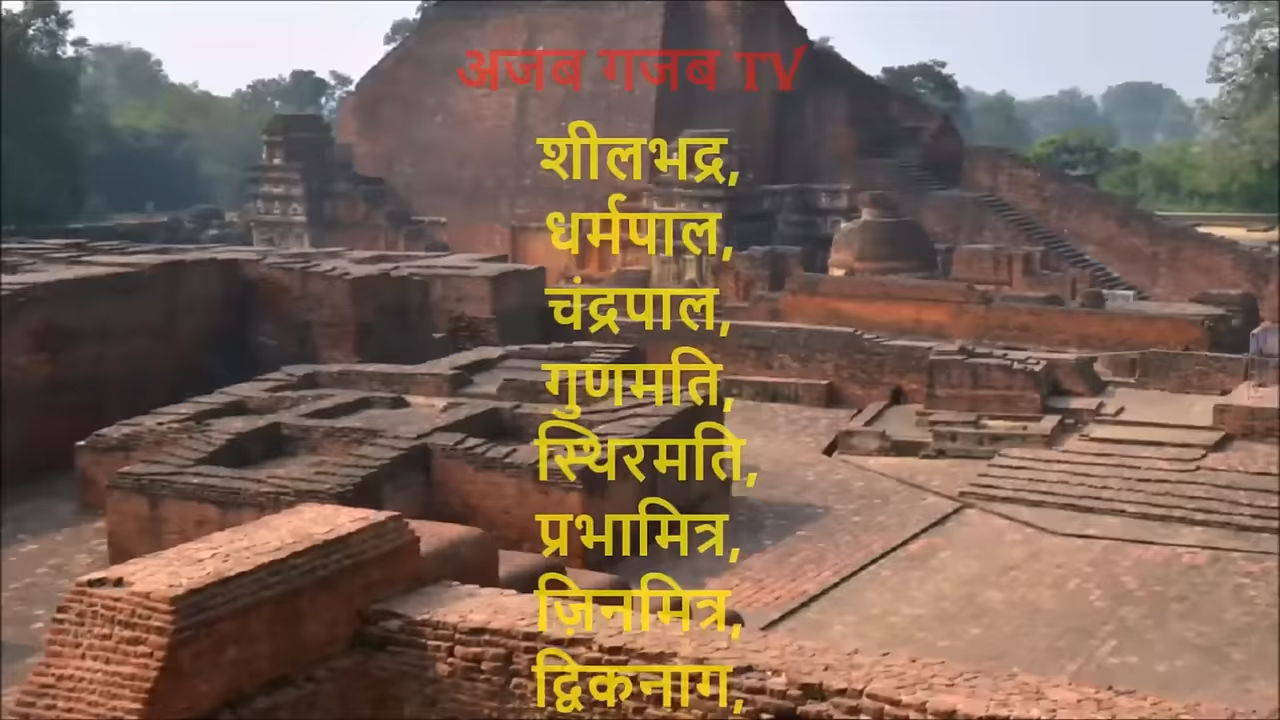 अजब गजब TV
शीलभद्र,
धर्मपाल,
चंद्रपाल,
गुणमति,
स्थिरमति,
प्रभामित्र,
ज़िनमित्र,
द्विकनाग,